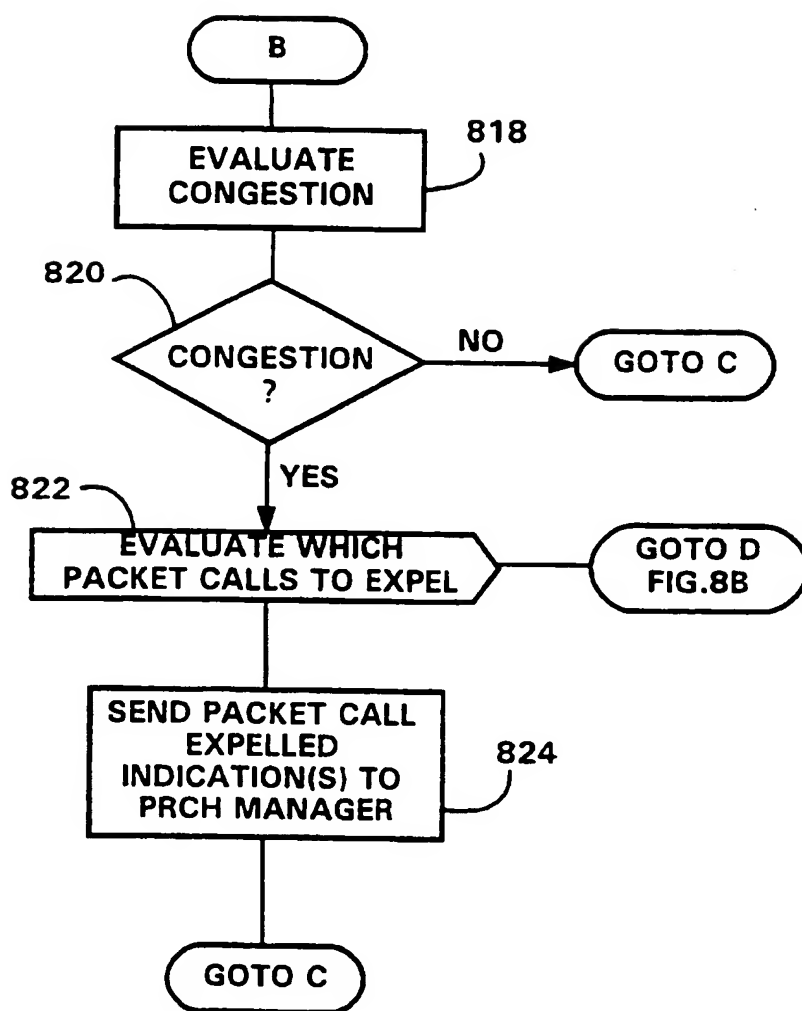 B
EVALUATE
CONGESTION
818
820
CONGESTION
?
NO
GOTO C
YES
822
EVALUATE WHICH
PACKET CALLS TO EXPEL
GOTO D
FIG.8B
SEND PACKET CALL
EXPELLED
INDICATION(S) TO
PRCH MANAGER
824
GOTO C